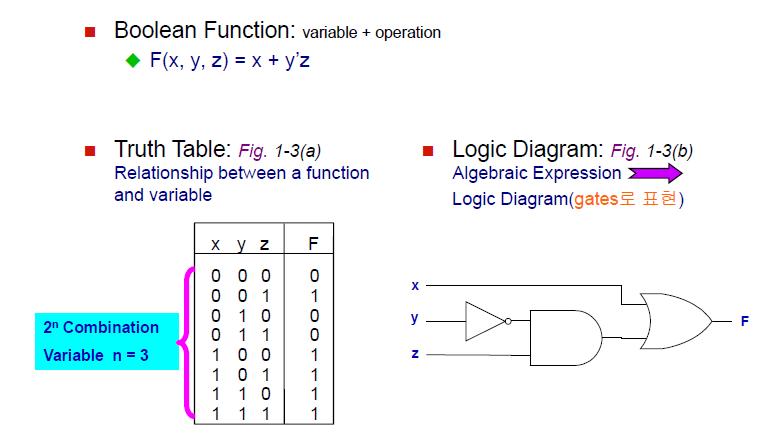 Boolean Function: variable + operation
F(x, y, z) = x + y’z
Truth Table: Fig. 1-3(a)
Relationship between a function
and variable
Logic Diagram: Fig. 1-3(b)
Algebraic Expression
Logic Diagram(gates로 표현)
x y z F
0 0 0 0
0 0 1 1
0 1 0 0
0 1 1 0
1 0 0 1
1 0 1 1
1 1 0 1
1 1 1 1
2ⁿ Combination
Variable n = 3
x
y
z
F